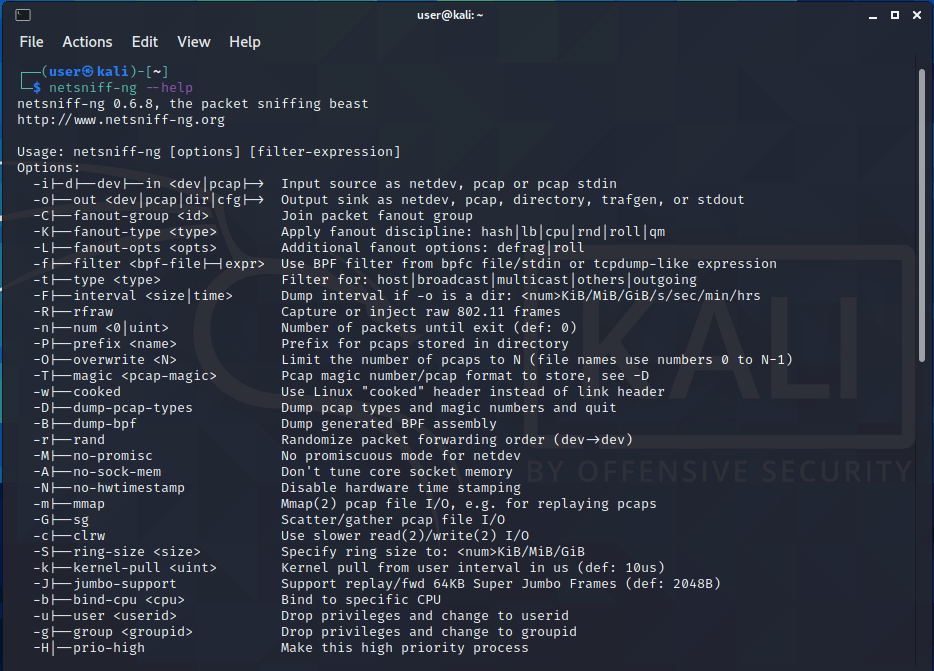 user@kali: ~
File Actions Edit View Help
┌──(user㉿kali)-[~]
└─$ netsniff-ng --help
netsniff-ng 0.6.8, the packet sniffing beast
http://www.netsniff-ng.org
Usage: netsniff-ng [options] [filter-expression]
Options:
-i|-d|--dev|--in <dev|pcap|-> Input source as netdev, pcap or pcap stdin
-o|--out <dev|pcap|dir|cfg|-> Output sink as netdev, pcap, directory, trafgen, or stdout
-C|--fanout-group <id> Join packet fanout group
-K|--fanout-type <type> Apply fanout discipline: hash|lb|cpu|rnd|roll|qm
-L|--fanout-opts <opts> Additional fanout options: defrag|roll
-f|--filter <bpf-file|-|expr> Use BPF filter from bpfc file/stdin or tcpdump-like expression
-t|--type <type> Filter for: host|broadcast|multicast|others|outgoing
-F|--interval <size|time> Dump interval if -o is a dir: <num>KiB/MiB/GiB/s/sec/min/hrs
-R|--rfraw Capture or inject raw 802.11 frames
-n|--num <0|uint> Number of packets until exit (def: 0)
-P|--prefix <name> Prefix for pcaps stored in directory
-O|--overwrite <N> Limit the number of pcaps to N (file names use numbers 0 to N-1)
-T|--magic <pcap-magic> Pcap magic number/pcap format to store, see -D
-w|--cooked Use Linux "cooked" header instead of link header
-D|--dump-pcap-types Dump pcap types and magic numbers and quit
-B|--dump-bpf Dump generated BPF assembly
-r|--rand Randomize packet forwarding order (dev->dev)
-M|--no-promisc No promiscuous mode for netdev
-A|--no-sock-mem Don't tune core socket memory
-N|--no-hwtimestamp Disable hardware time stamping
-m|--mmap Mmap(2) pcap file I/O, e.g. for replaying pcaps
-G|--sg Scatter/gather pcap file I/O
-c|--clrw Use slower read(2)/write(2) I/O
-S|--ring-size <size> Specify ring size to: <num>KiB/MiB/GiB
-k|--kernel-pull <uint> Kernel pull from user interval in us (def: 10us)
-J|--jumbo-support Support replay/fwd 64KB Super Jumbo Frames (def: 2048B)
-b|--bind-cpu <cpu> Bind to specific CPU
-u|--user <userid> Drop privileges and change to userid
-g|--group <groupid> Drop privileges and change to groupid
-H|--prio-high Make this high priority process
KALI
BY OFFENSIVE SECURITY